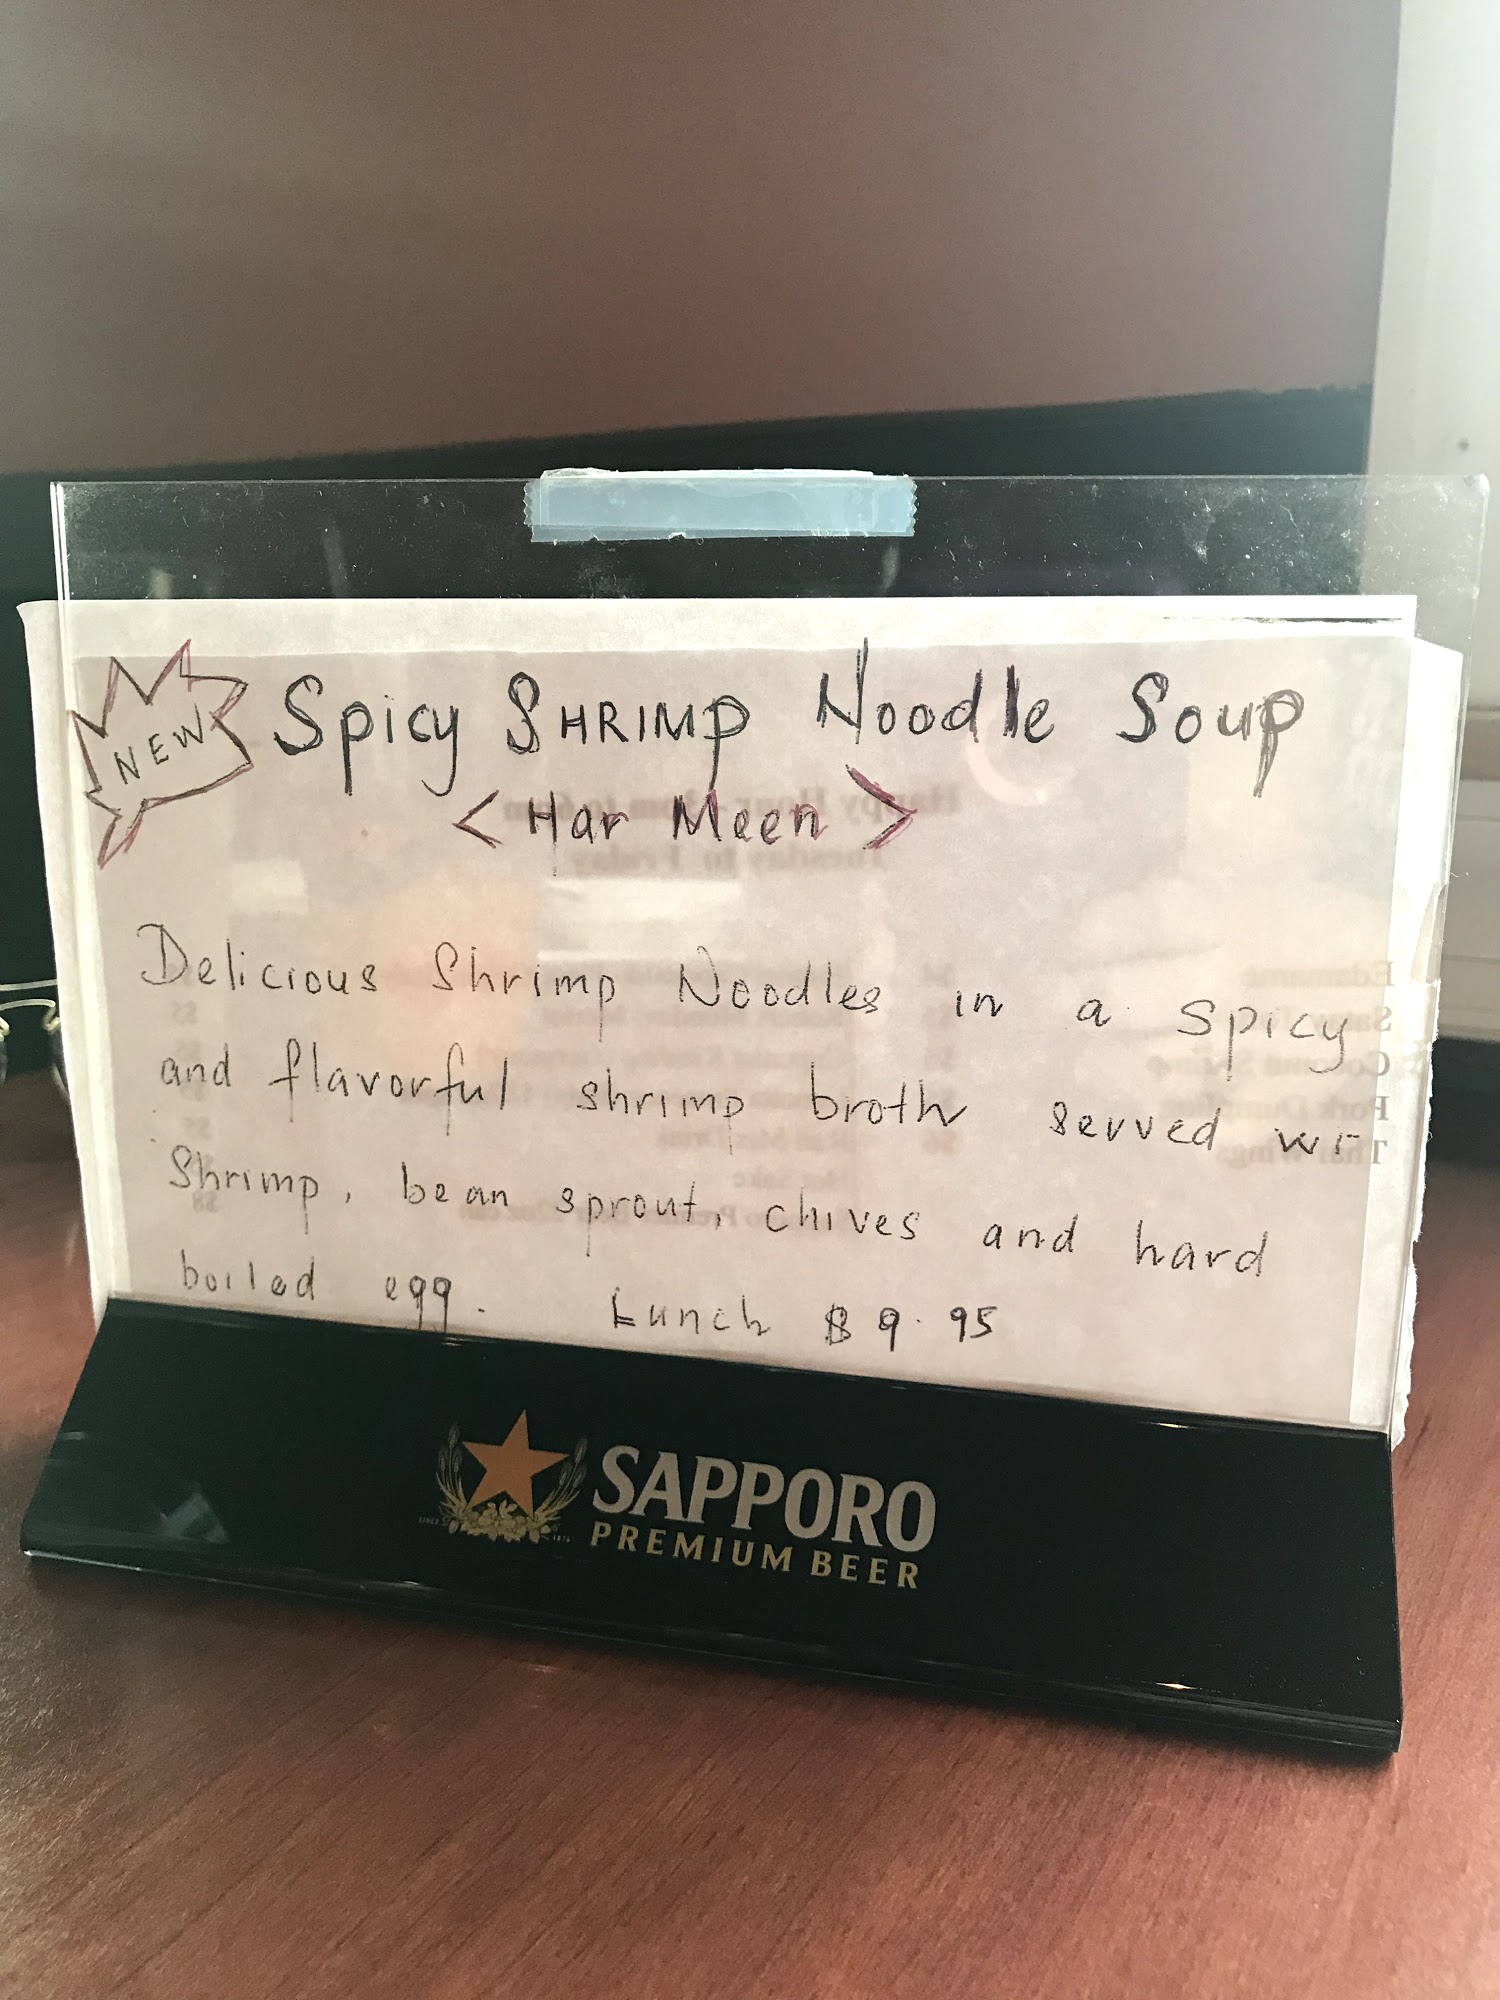 NEW
Spicy SHRIMP Noodle Soup
<Har Meen>
Delicious Shrimp Noodles in a spicy
and flavorful shrimp broth served wi
Shrimp, bean sprout, chives and hard
boiled egg. Lunch $9.95
SAPPORO
PREMIUM BEER